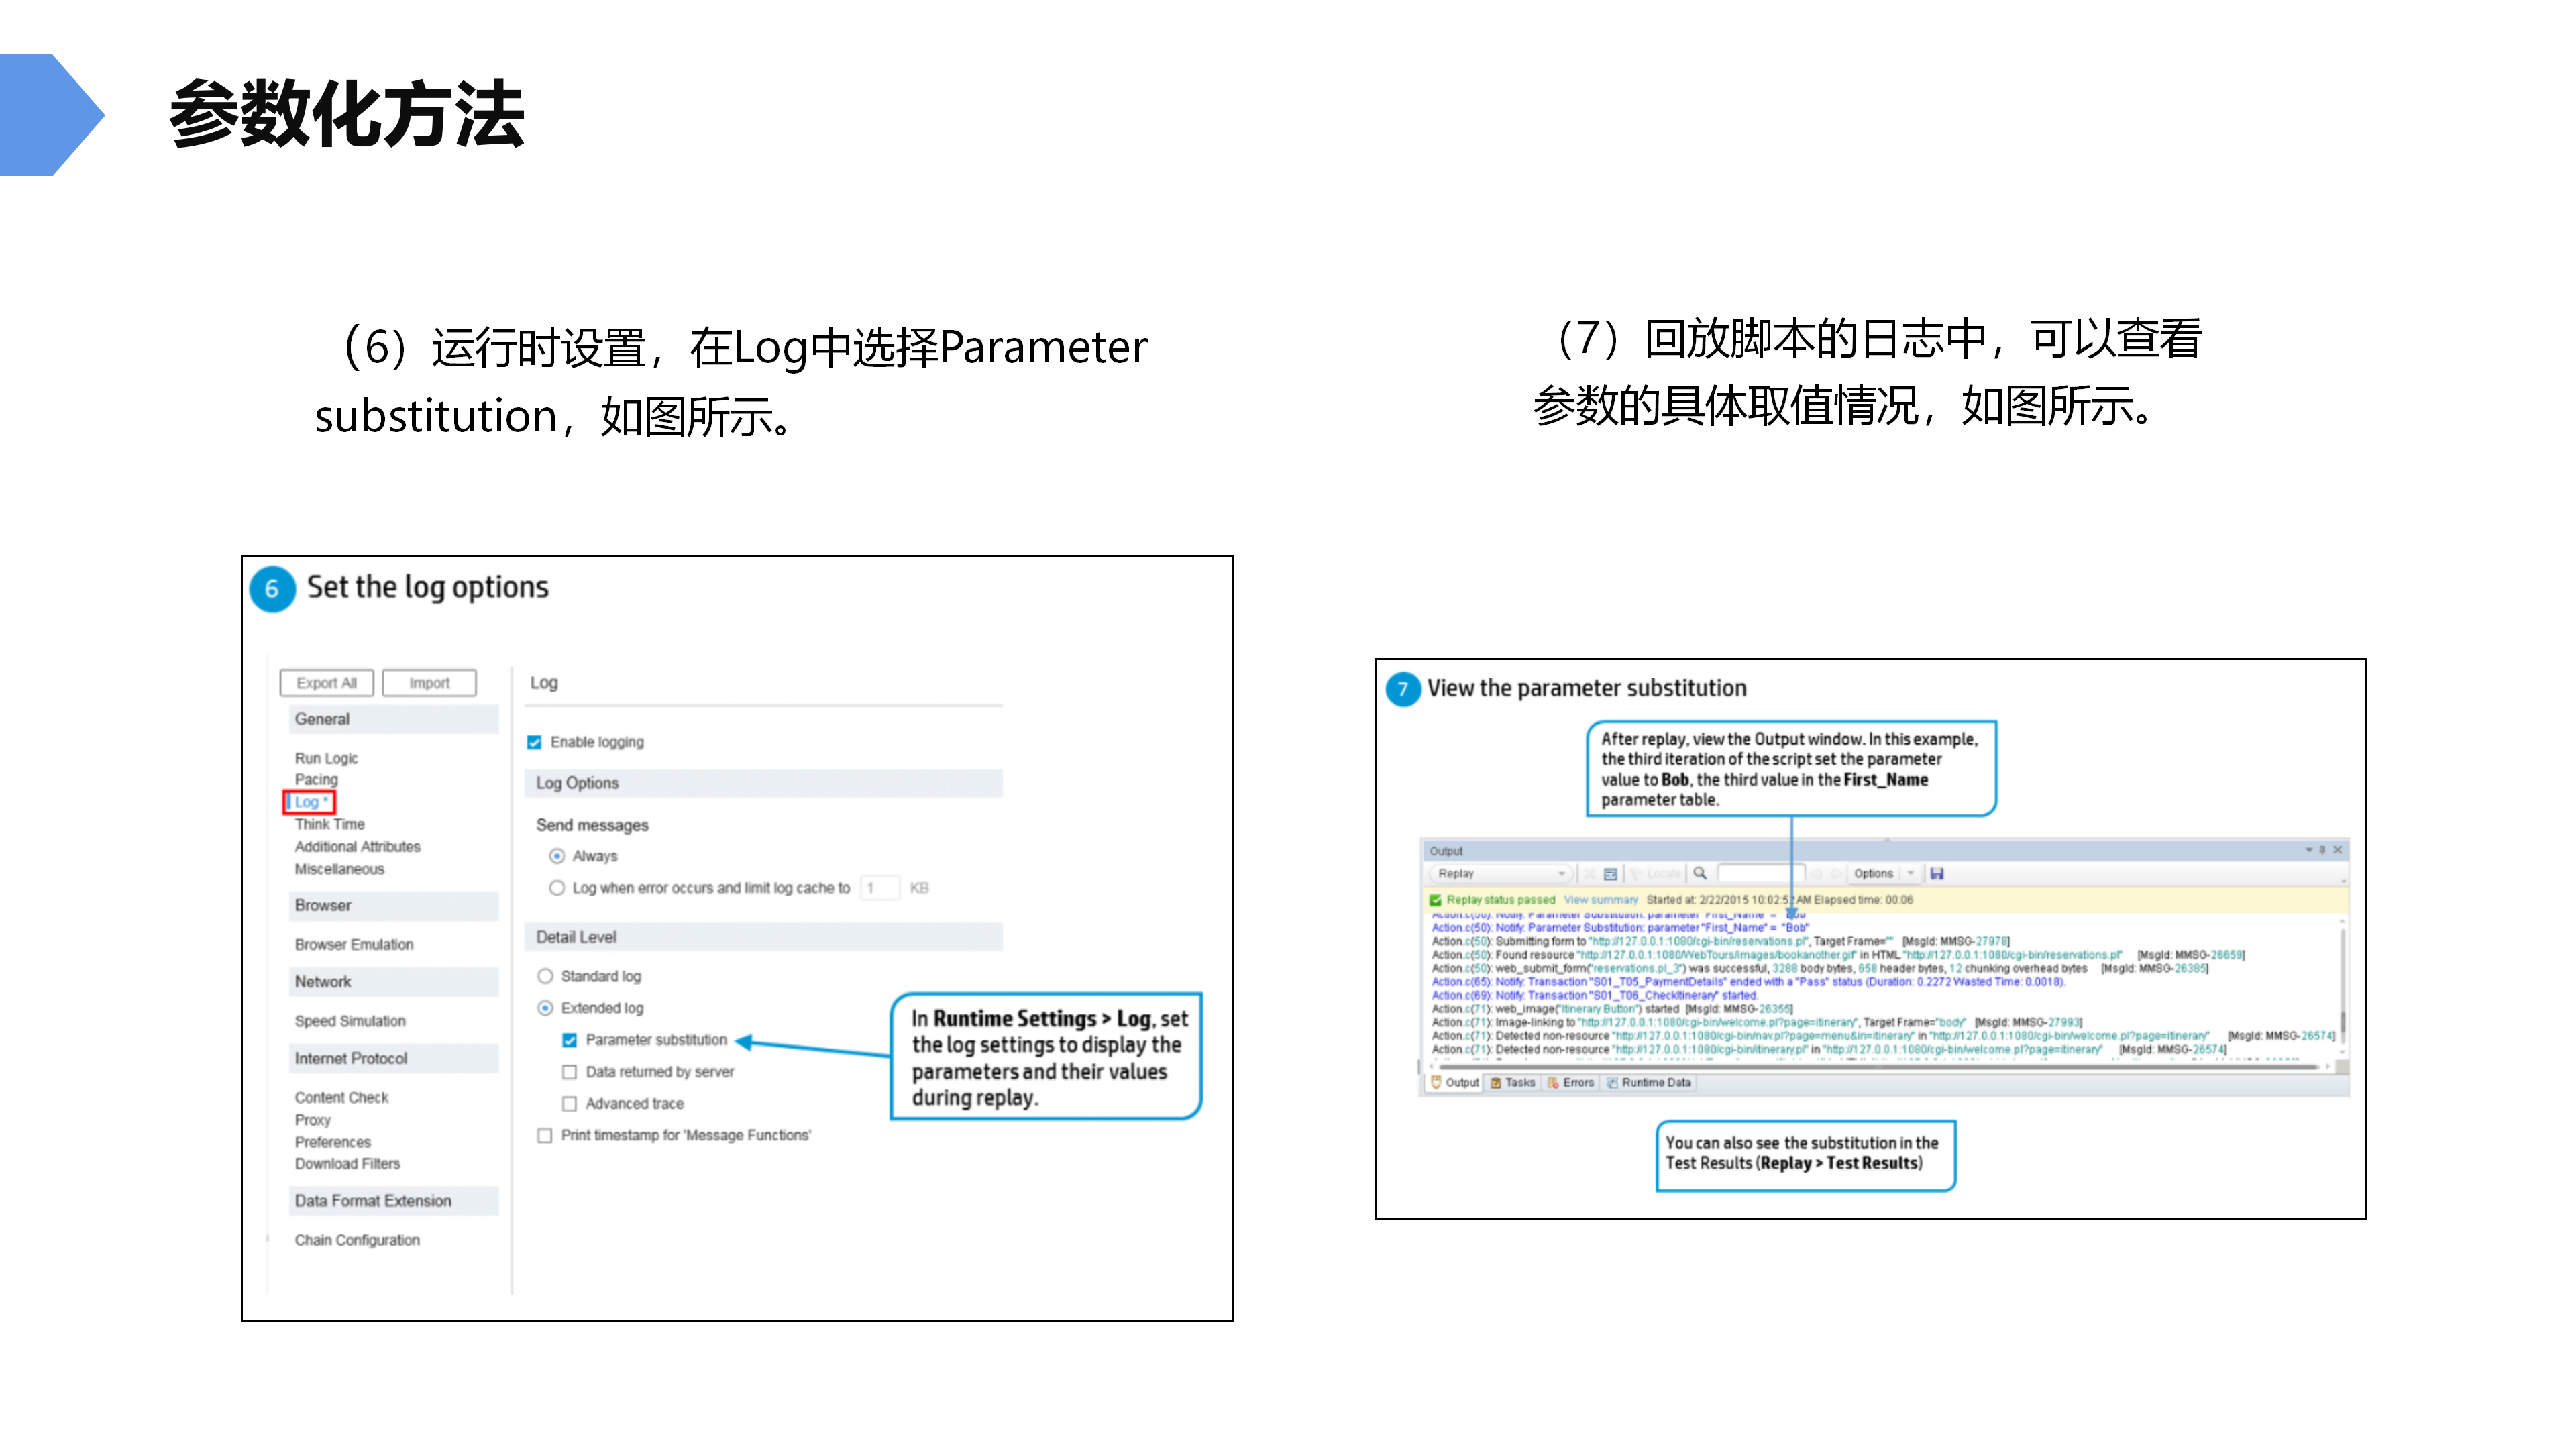 参数化方法
（6）运行时设置，在Log中选择Parameter
substitution，如图所示。
（7）回放脚本的日志中，可以查看
参数的具体取值情况，如图所示。
6 Set the log options
Export All Import
General
Run Logic
Pacing
Log *
Think Time
Additional Attributes
Miscellaneous
Browser
Browser Emulation
Network
Speed Simulation
Internet Protocol
Content Check
Proxy
Preferences
Download Filters
Data Format Extension
Chain Configuration
Log
Enable logging
Log Options
Send messages
Always
Log when error occurs and limit log cache to 1 KB
Detail Level
Standard log
Extended log
Parameter substitution
Data returned by server
Advanced trace
Print timestamp for 'Message Functions'
In Runtime Settings > Log, set
the log settings to display the
parameters and their values
during replay.
7 View the parameter substitution
After replay, view the Output window. In this example,
the third iteration of the script set the parameter
value to Bob, the third value in the First_Name
parameter table.
Output
Replay Locate Options
Replay status passed View summary Started at: 2/22/2015 10:02:52 AM Elapsed time: 00:06
Action.c(50): Notify: Parameter Substitution: parameter "First_Name" = "Bob"
Action.c(50): Notify: Parameter Substitution: parameter "First_Name" = "Bob"
Action.c(50): Submitting form to "http://127.0.0.1:1080/cgi-bin/reservations.pl", Target Frame="" [MsgId: MMSG-27978]
Action.c(50): Found resource "http://127.0.0.1:1080/WebTours/images/bookanother.gif" in HTML "http://127.0.0.1:1080/cgi-bin/reservations.pl" [MsgId: MMSG-26659]
Action.c(50): web_submit_form("reservations.pl_3") was successful, 3288 body bytes, 658 header bytes, 12 chunking overhead bytes [MsgId: MMSG-26385]
Action.c(65): Notify: Transaction "S01_T05_PaymentDetails" ended with a "Pass" status (Duration: 0.2272 Wasted Time: 0.0018).
Action.c(69): Notify: Transaction "S01_T06_CheckItinerary" started.
Action.c(71): web_image("Itinerary Button") started [MsgId: MMSG-26355]
Action.c(71): Image-linking to "http://127.0.0.1:1080/cgi-bin/welcome.pl?page=itinerary", Target Frame="body" [MsgId: MMSG-27993]
Action.c(71): Detected non-resource "http://127.0.0.1:1080/cgi-bin/nav.pl?page=menu&in=itinerary" in "http://127.0.0.1:1080/cgi-bin/welcome.pl?page=itinerary" [MsgId: MMSG-26574]
Action.c(71): Detected non-resource "http://127.0.0.1:1080/cgi-bin/itinerary.pl" in "http://127.0.0.1:1080/cgi-bin/welcome.pl?page=itinerary" [MsgId: MMSG-26574]
Output Tasks Errors Runtime Data
You can also see the substitution in the
Test Results (Replay > Test Results)